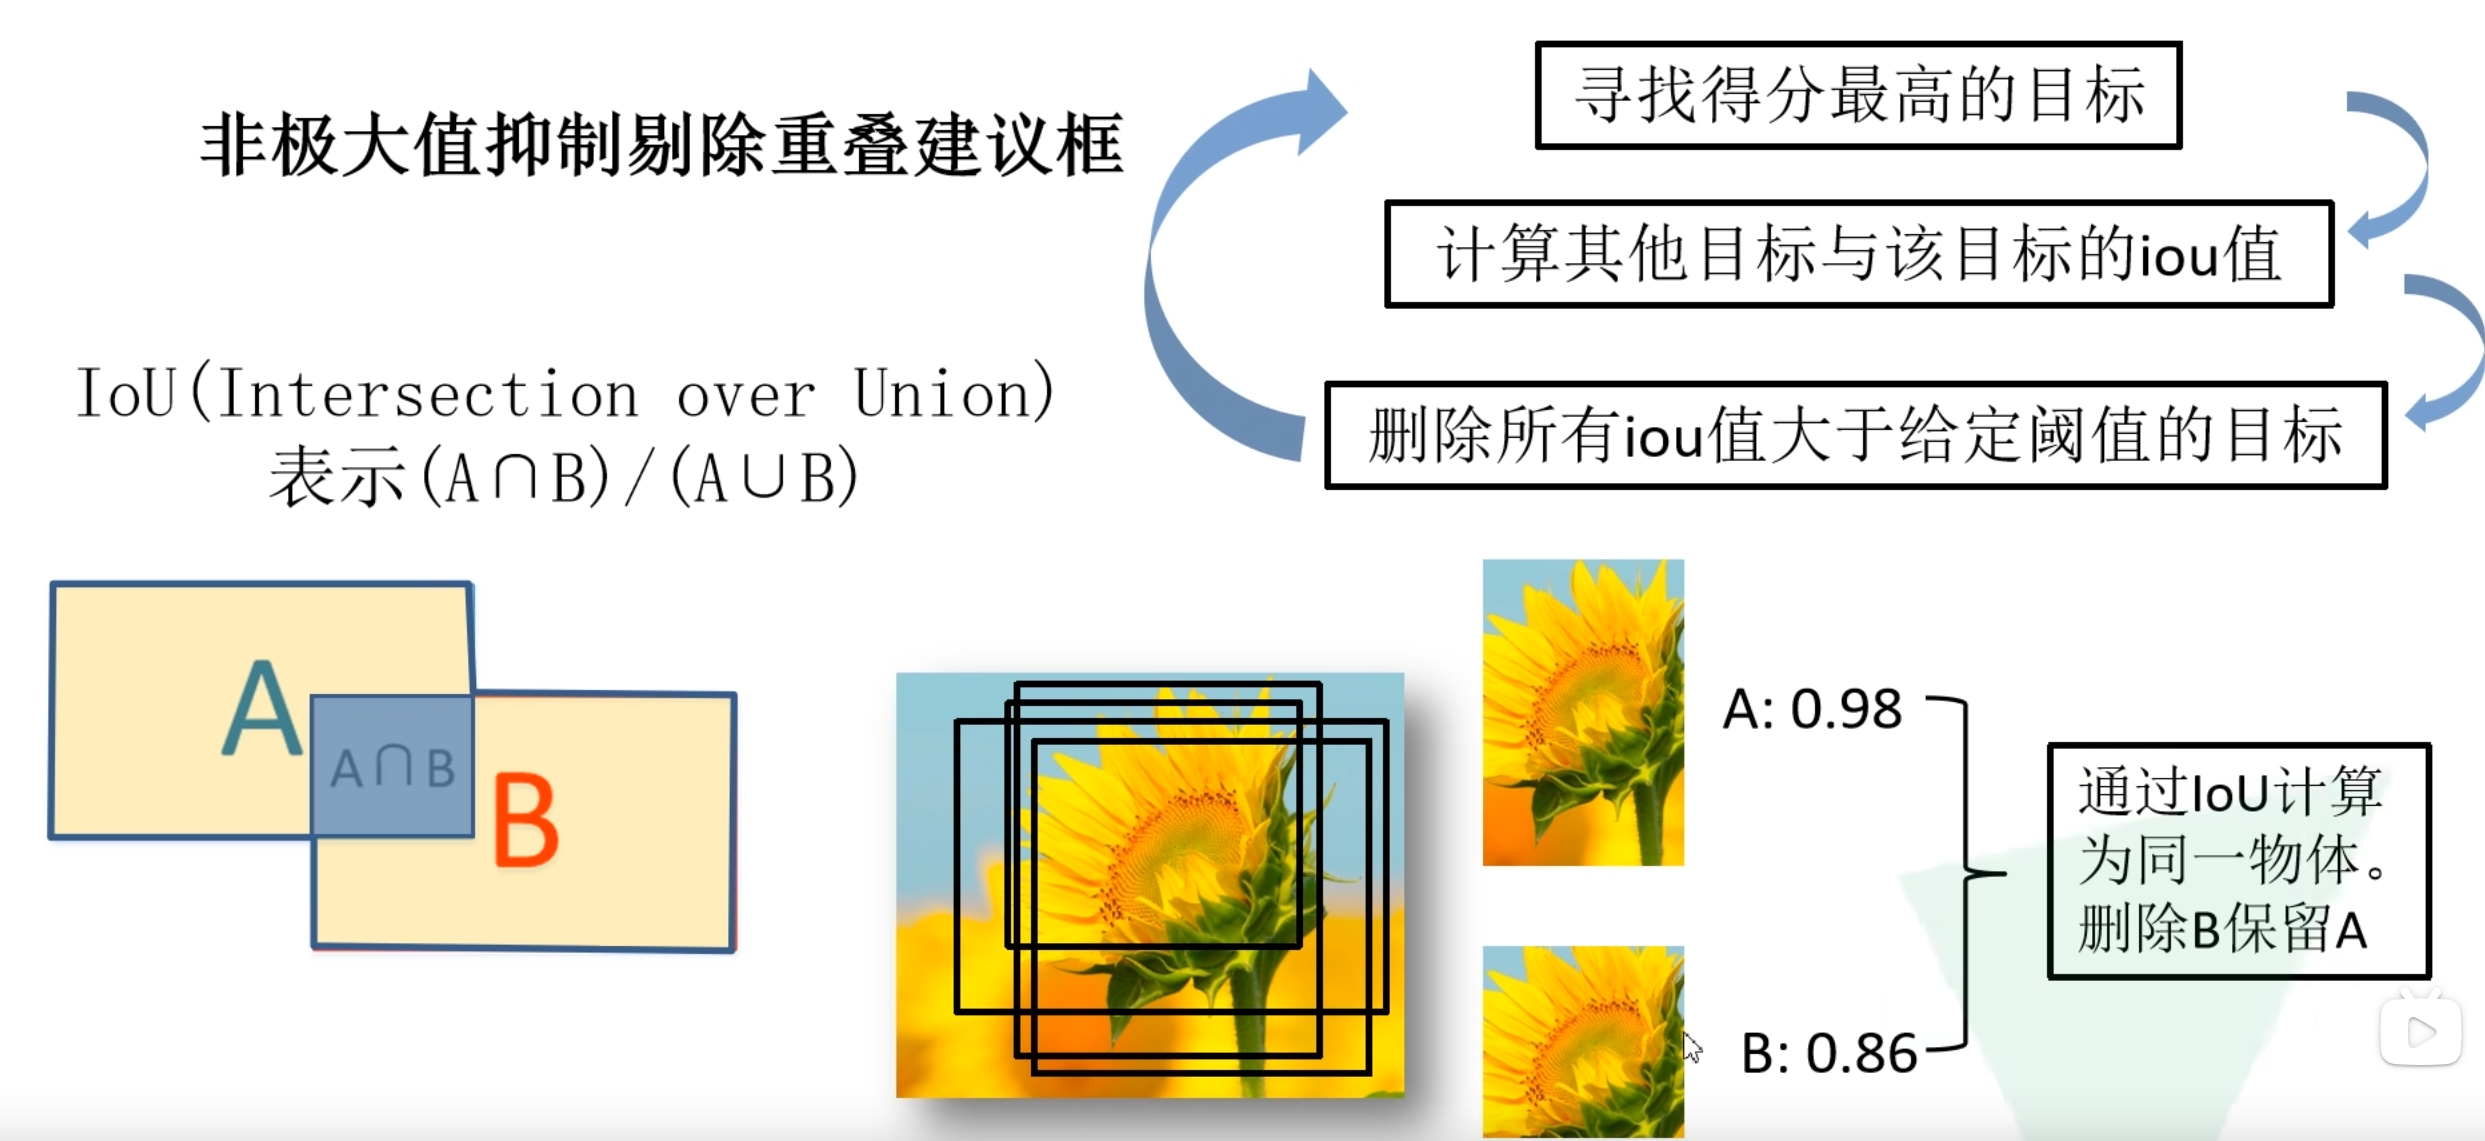 非极大值抑制剔除重叠建议框
IoU(Intersection over Union)
表示(A∩B)/(A∪B)
寻找得分最高的目标
计算其他目标与该目标的iou值
删除所有iou值大于给定阈值的目标
A
A∩B
B
A: 0.98
B: 0.86
通过IoU计算
为同一物体。
删除B保留A